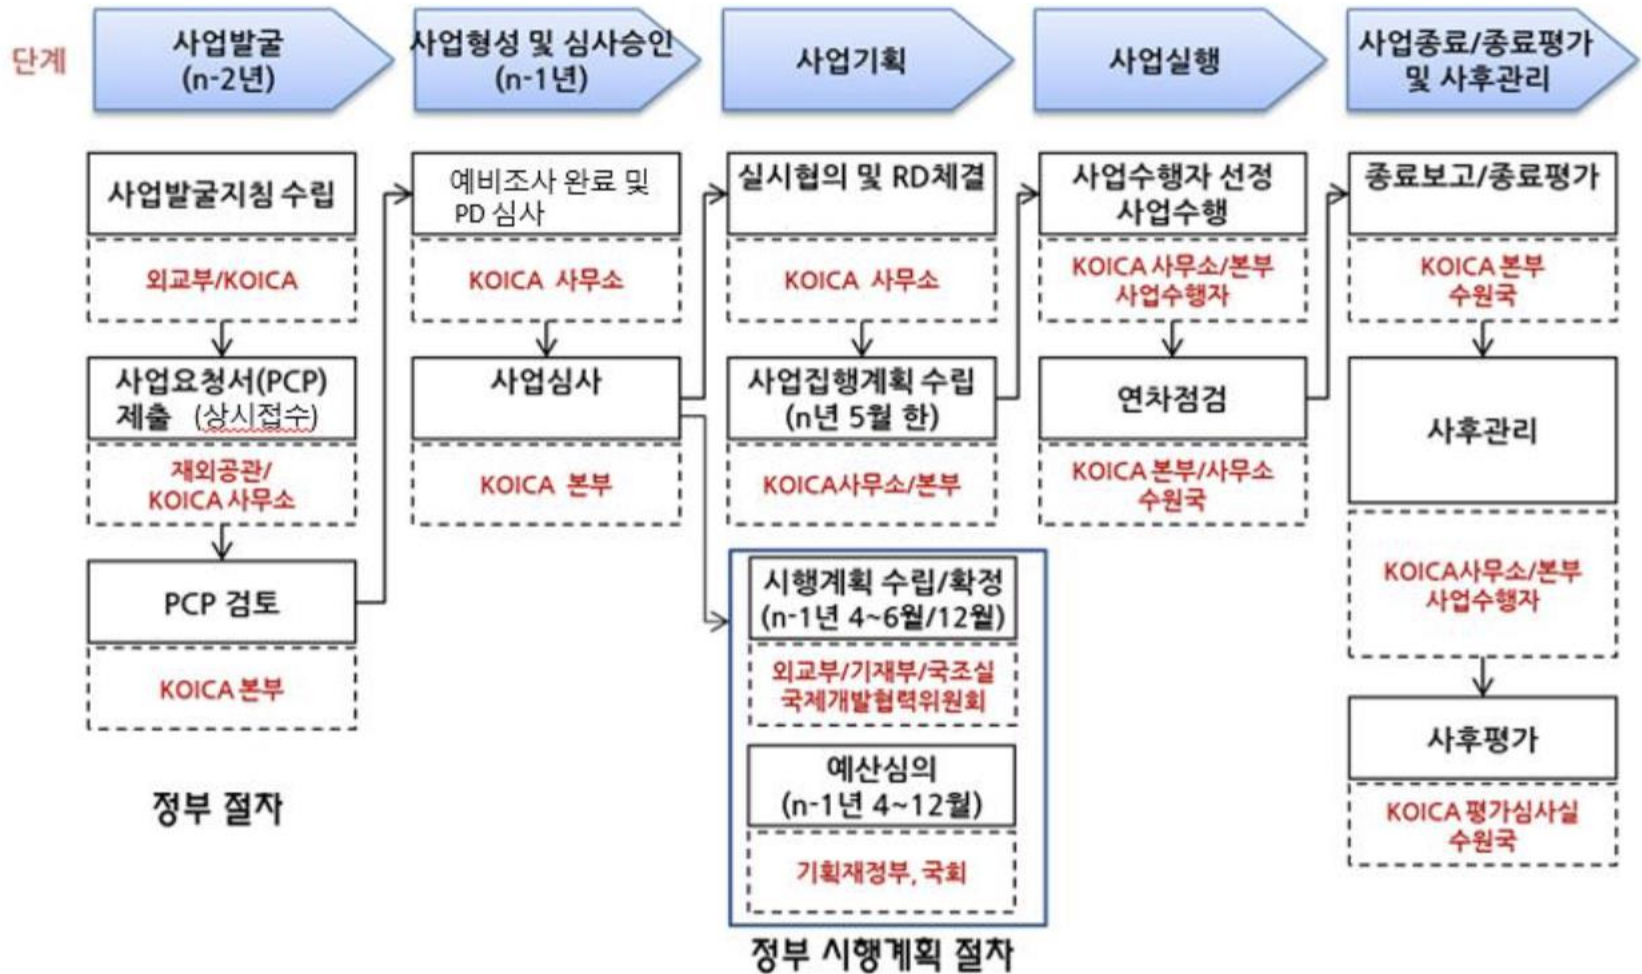 단계
사업발굴
(n-2년)
사업형성 및 심사승인
(n-1년)
사업기획
사업실행
사업종료/종료평가
및 사후관리
사업발굴지침 수립
외교부/KOICA
사업요청서(PCP)
제출 (상시접수)
재외공관/
KOICA 사무소
PCP 검토
KOICA 본부
정부 절차
예비조사 완료 및
PD 심사
KOICA 사무소
사업심사
KOICA 본부
실시협의 및 RD체결
KOICA 사무소
사업집행계획 수립
(n년 5월 한)
KOICA사무소/본부
시행계획 수립/확정
(n-1년 4~6월/12월)
외교부/기재부/국조실
국제개발협력위원회
예산심의
(n-1년 4~12월)
기획재정부, 국회
정부 시행계획 절차
사업수행자 선정
사업수행
KOICA 사무소/본부
사업수행자
연차점검
KOICA 본부/사무소
수원국
종료보고/종료평가
KOICA 본부
수원국
사후관리
KOICA사무소/본부
사업수행자
사후평가
KOICA 평가심사실
수원국